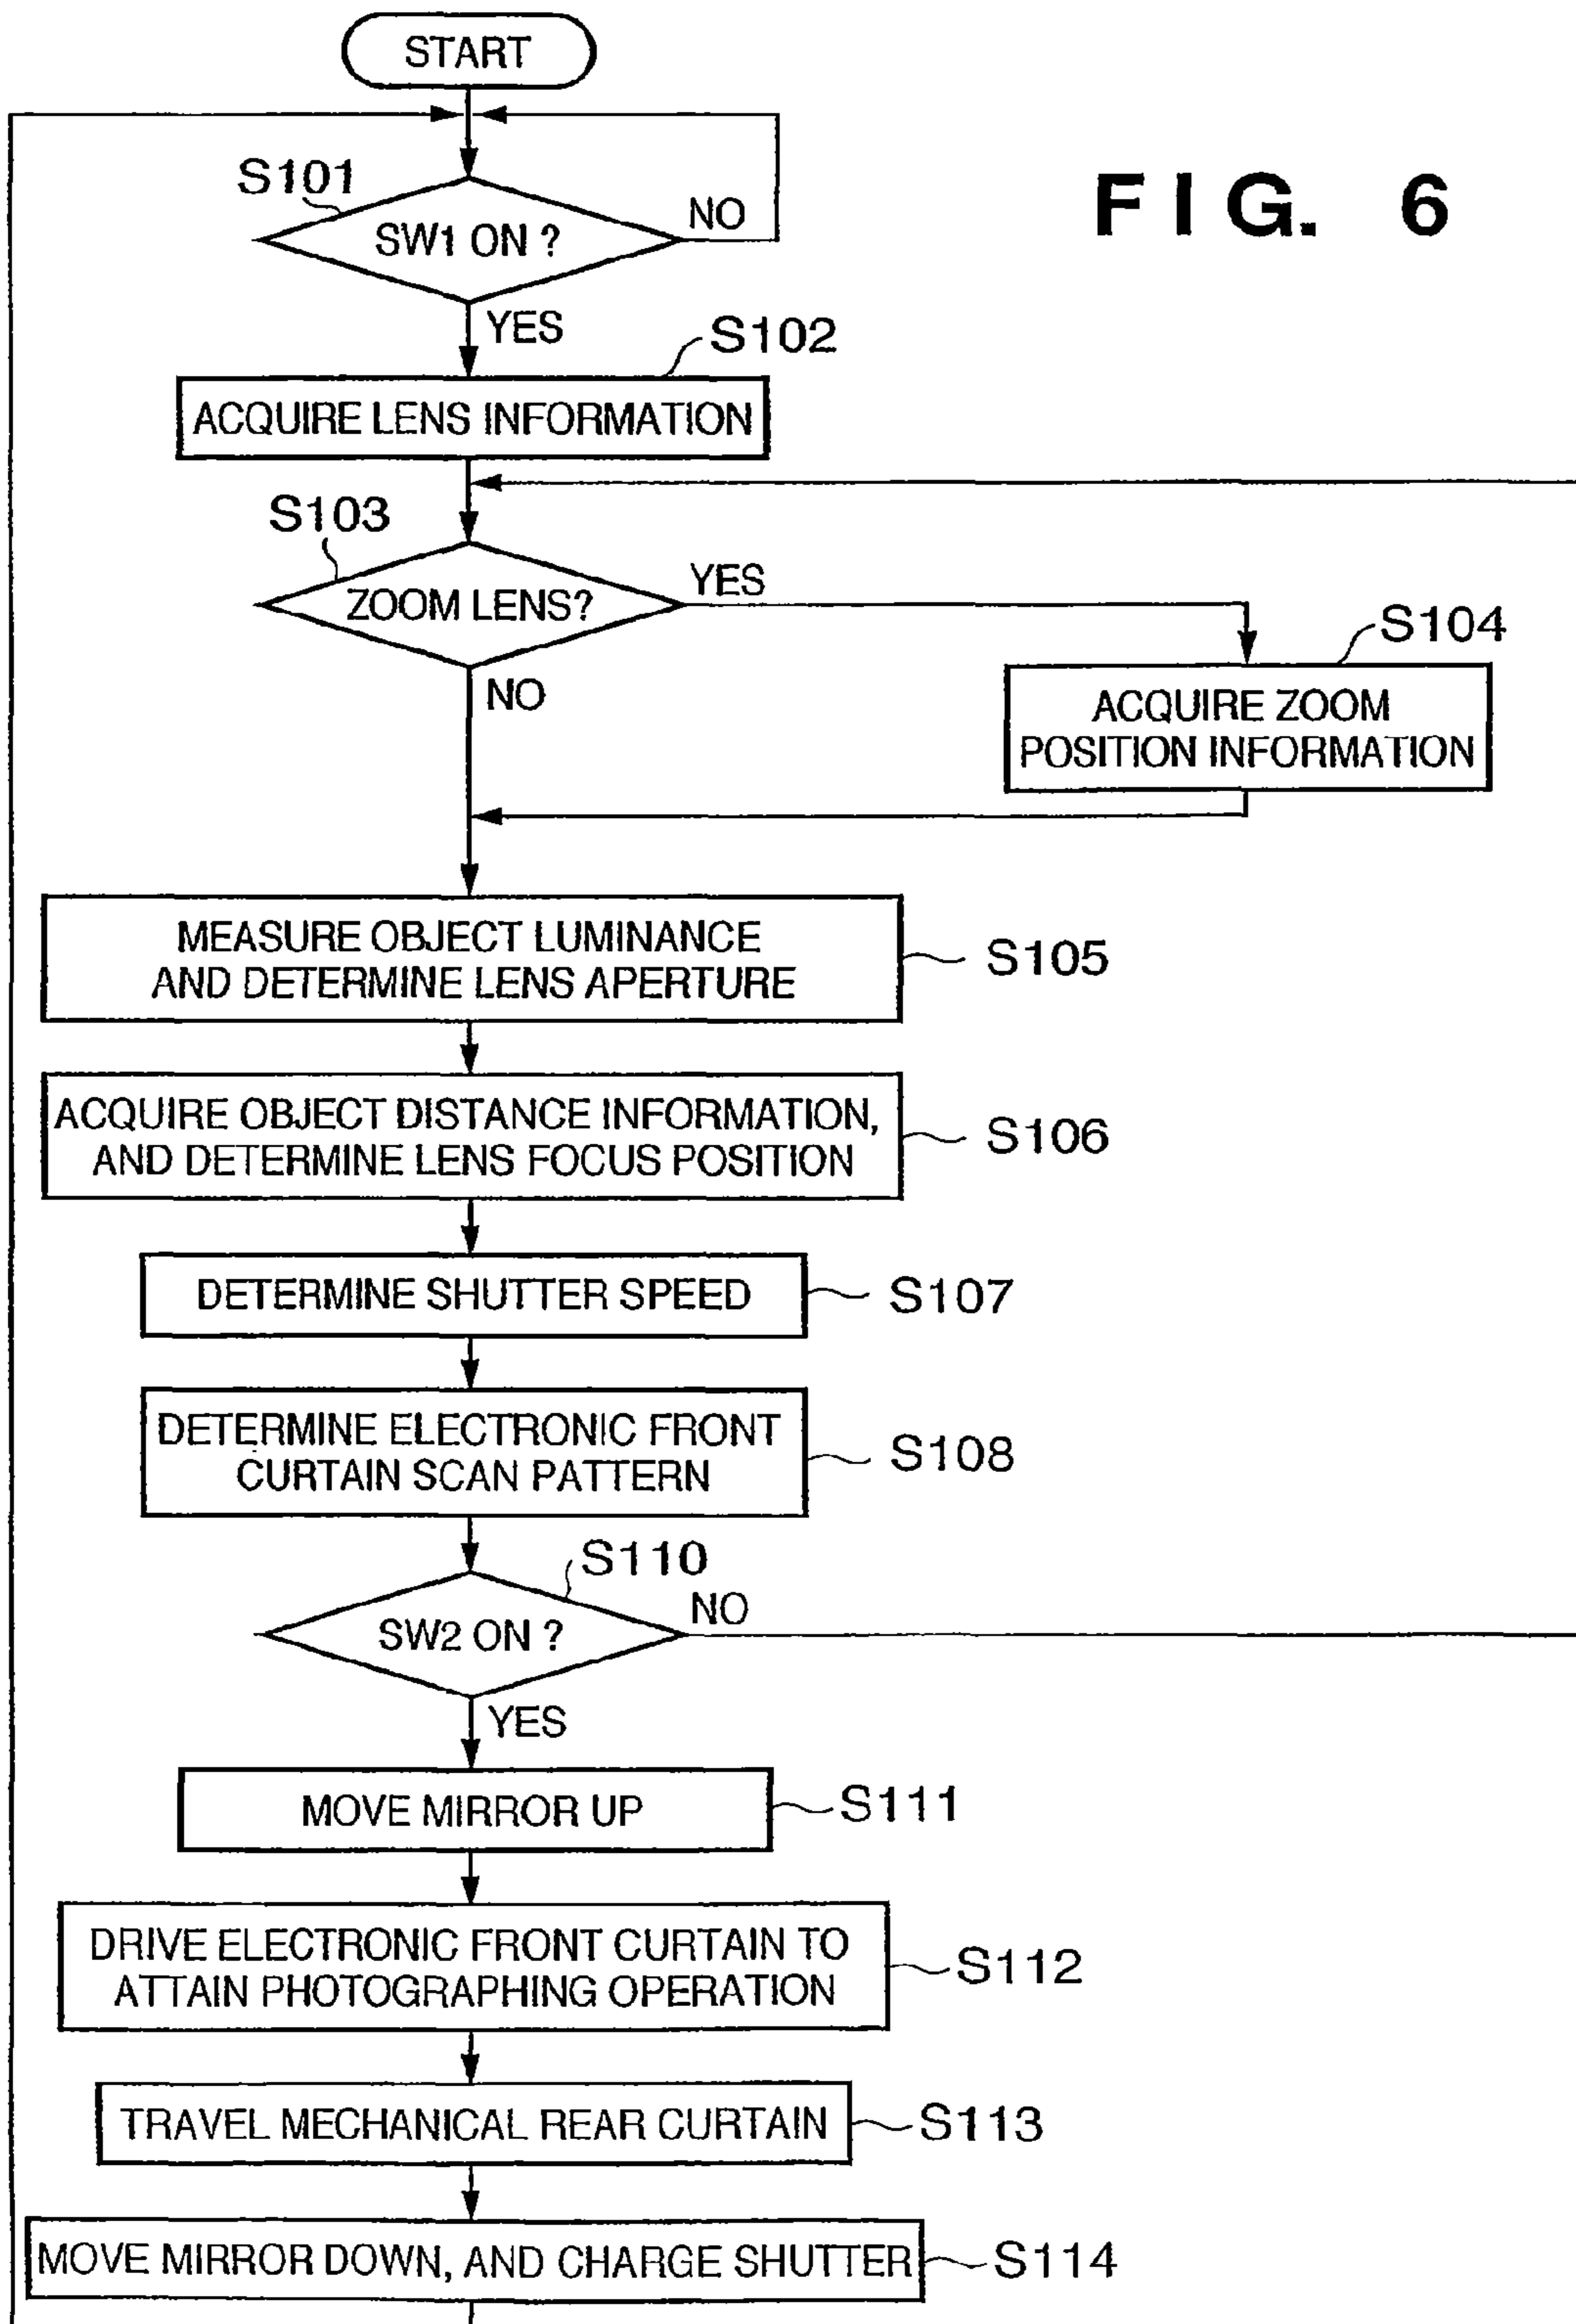 START
FIG. 6
S101
SW1 ON ?
NO
YES
S102
ACQUIRE LENS INFORMATION
S103
ZOOM LENS?
YES
NO
S104
ACQUIRE ZOOM
POSITION INFORMATION
MEASURE OBJECT LUMINANCE
AND DETERMINE LENS APERTURE
S105
ACQUIRE OBJECT DISTANCE INFORMATION,
AND DETERMINE LENS FOCUS POSITION
S106
DETERMINE SHUTTER SPEED
S107
DETERMINE ELECTRONIC FRONT
CURTAIN SCAN PATTERN
S108
S110
SW2 ON ?
NO
YES
MOVE MIRROR UP
S111
DRIVE ELECTRONIC FRONT CURTAIN TO
ATTAIN PHOTOGRAPHING OPERATION
S112
TRAVEL MECHANICAL REAR CURTAIN
S113
MOVE MIRROR DOWN, AND CHARGE SHUTTER
S114